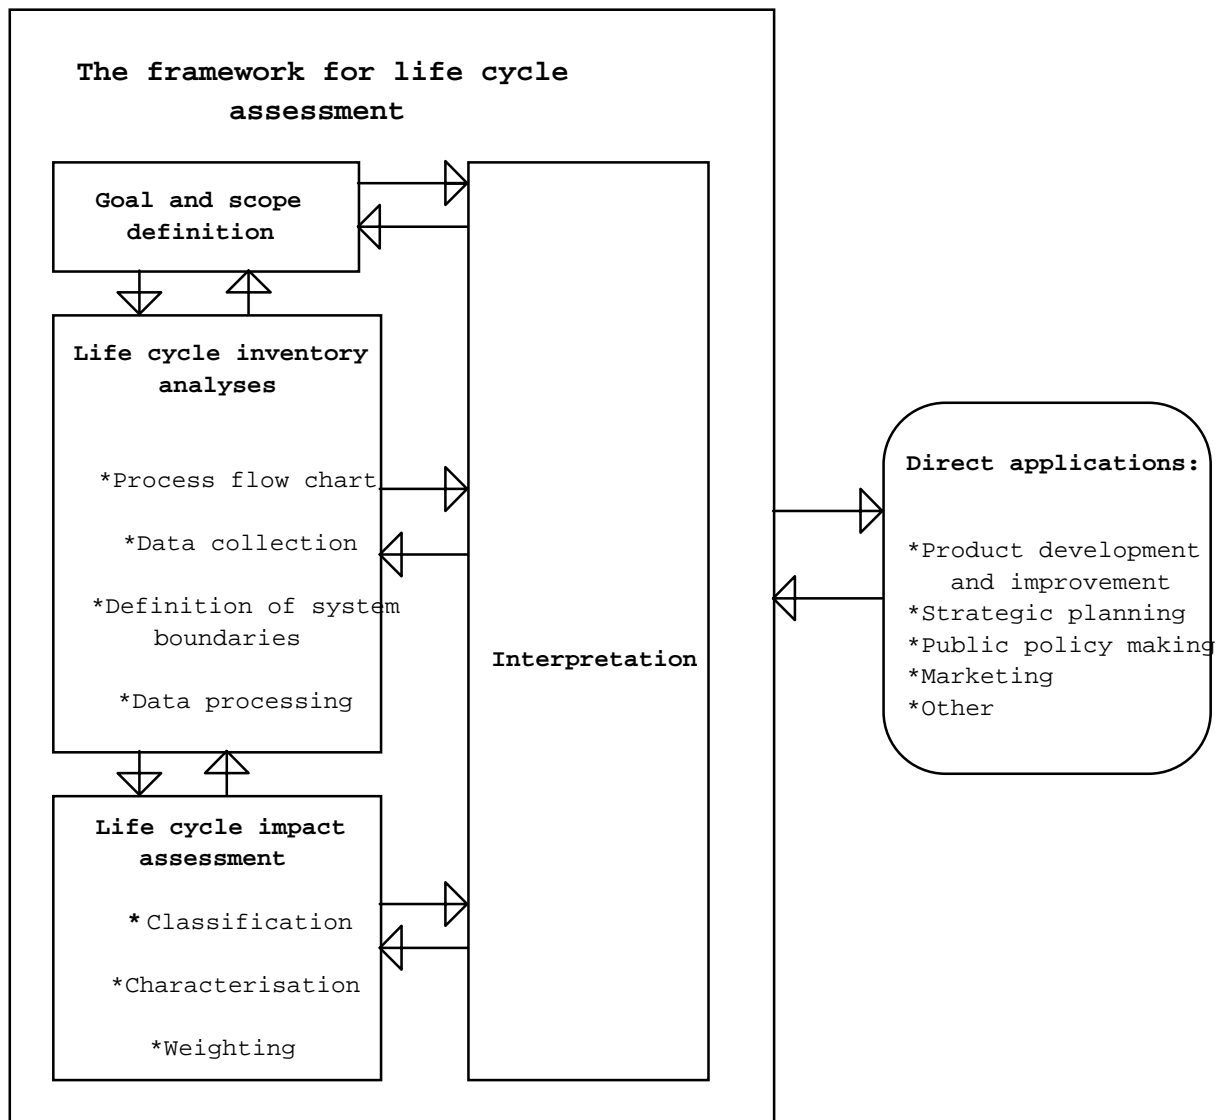 The framework for life cycle
assessment
Goal and scope
definition
Life cycle inventory
analyses
*Process flow chart
*Data collection
*Definition of system
boundaries
*Data processing
Life cycle impact
assessment
*Classification
*Characterisation
*Weighting
Interpretation
Direct applications:
*Product development
and improvement
*Strategic planning
*Public policy making
*Marketing
*Other